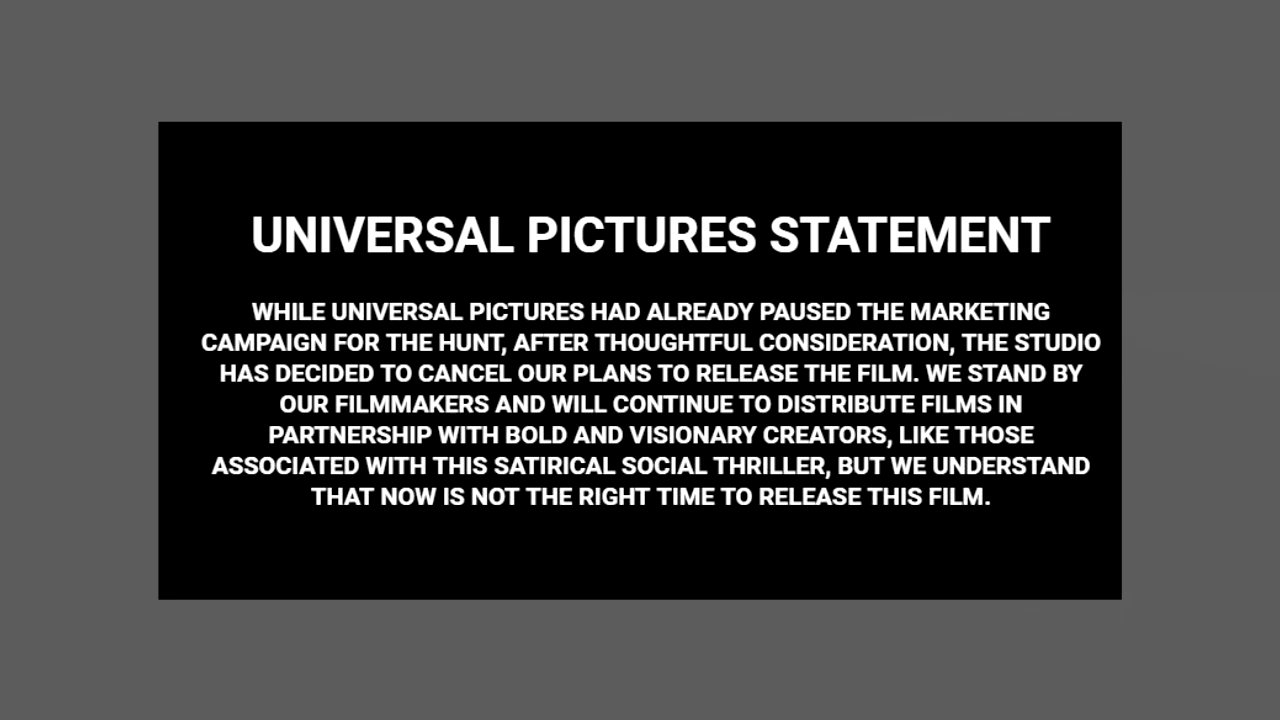 UNIVERSAL PICTURES STATEMENT
WHILE UNIVERSAL PICTURES HAD ALREADY PAUSED THE MARKETING
CAMPAIGN FOR THE HUNT, AFTER THOUGHTFUL CONSIDERATION, THE STUDIO
HAS DECIDED TO CANCEL OUR PLANS TO RELEASE THE FILM. WE STAND BY
OUR FILMMAKERS AND WILL CONTINUE TO DISTRIBUTE FILMS IN
PARTNERSHIP WITH BOLD AND VISIONARY CREATORS, LIKE THOSE
ASSOCIATED WITH THIS SATIRICAL SOCIAL THRILLER, BUT WE UNDERSTAND
THAT NOW IS NOT THE RIGHT TIME TO RELEASE THIS FILM.